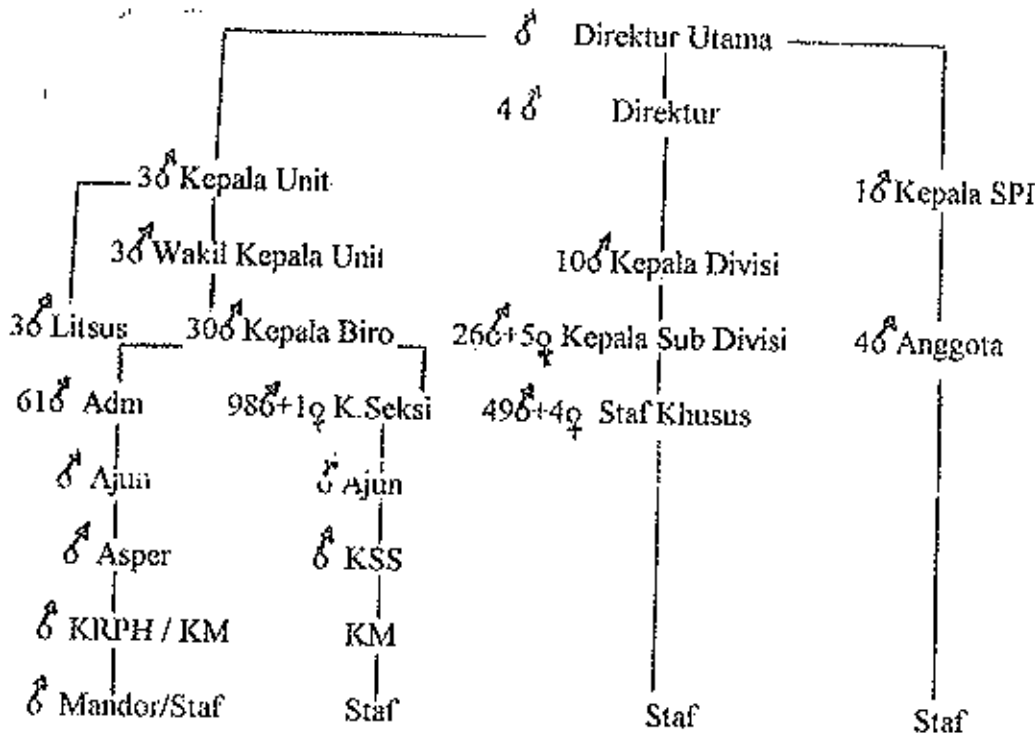 ♂ Direktur Utama
4♂ Direktur
3♂ Kepala Unit
1♂ Kepala SPI
3♂ Wakil Kepala Unit
10♂ Kepala Divisi
3♂ Litsus
30♂ Kepala Biro
26♂+5♀ Kepala Sub Divisi
4♂ Anggota
61♂ Adm
98♂+1♀ K.Seksi
49♂+4♀ Staf Khusus
♂ Ajun
♂ Ajun
♂ Asper
♂ KSS
♂ KRPH / KM
KM
♂ Mandor/Staf
Staf
Staf
Staf